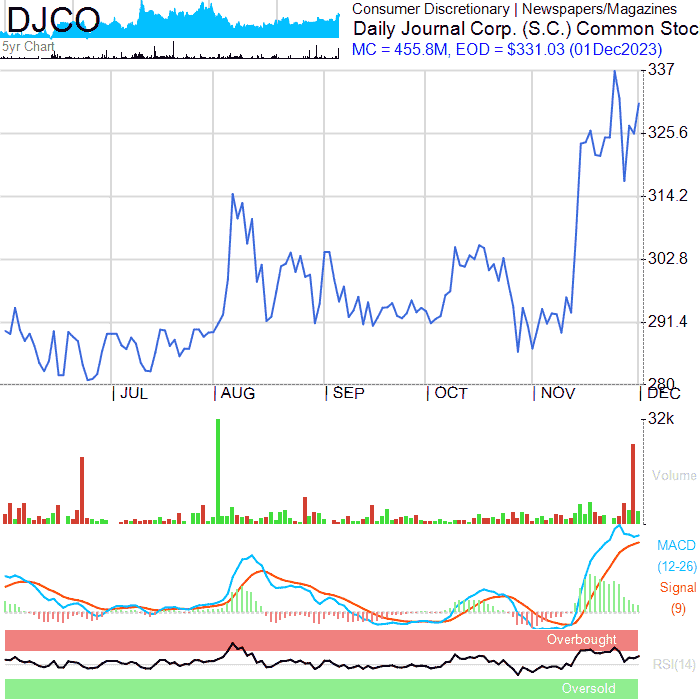 DJCO
5yr Chart
Consumer Discretionary | Newspapers/Magazines
Daily Journal Corp. (S.C.) Common Stoc
MC = 455.8M, EOD = $331.03 (01Dec2023)
337
325.6
314.2
302.8
291.4
280
JUL
AUG
SEP
OCT
NOV
DEC
32k
Volume
MACD
(12-26)
Signal
(9)
Overbought
RSI(14)
Oversold